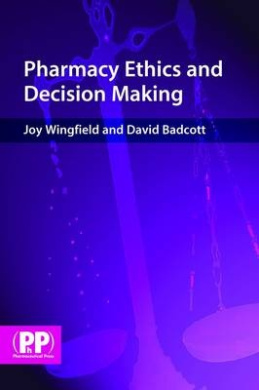 Pharmacy Ethics and
Decision Making
Joy Wingfield and David Badcott
(PP)
Pharmaceutical Press